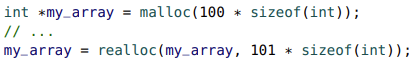 int *my_array = malloc(100 * sizeof(int));
// ...
my_array = realloc(my_array, 101 * sizeof(int));